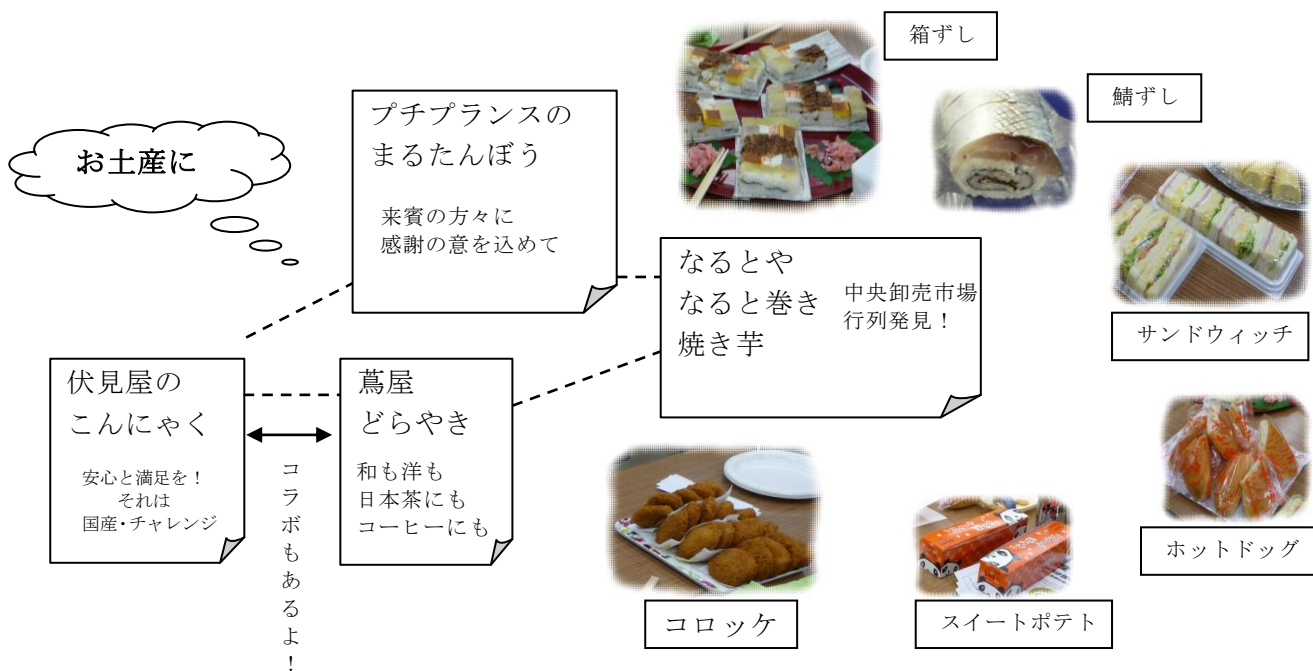 箱ずし
鯖ずし
お土産に
プチプランスの
まるたんぼう
来賓の方々に
感謝の意を込めて
なるとや
なると巻き
焼き芋
中央卸売市場
行列発見！
サンドウィッチ
伏見屋の
こんにゃく
安心と満足を！
それは
国産・チャレンジ
コラボもあるよ！
蔦屋
どらやき
和も洋も
日本茶にも
コーヒーにも
ホットドッグ
コロッケ
スイートポテト